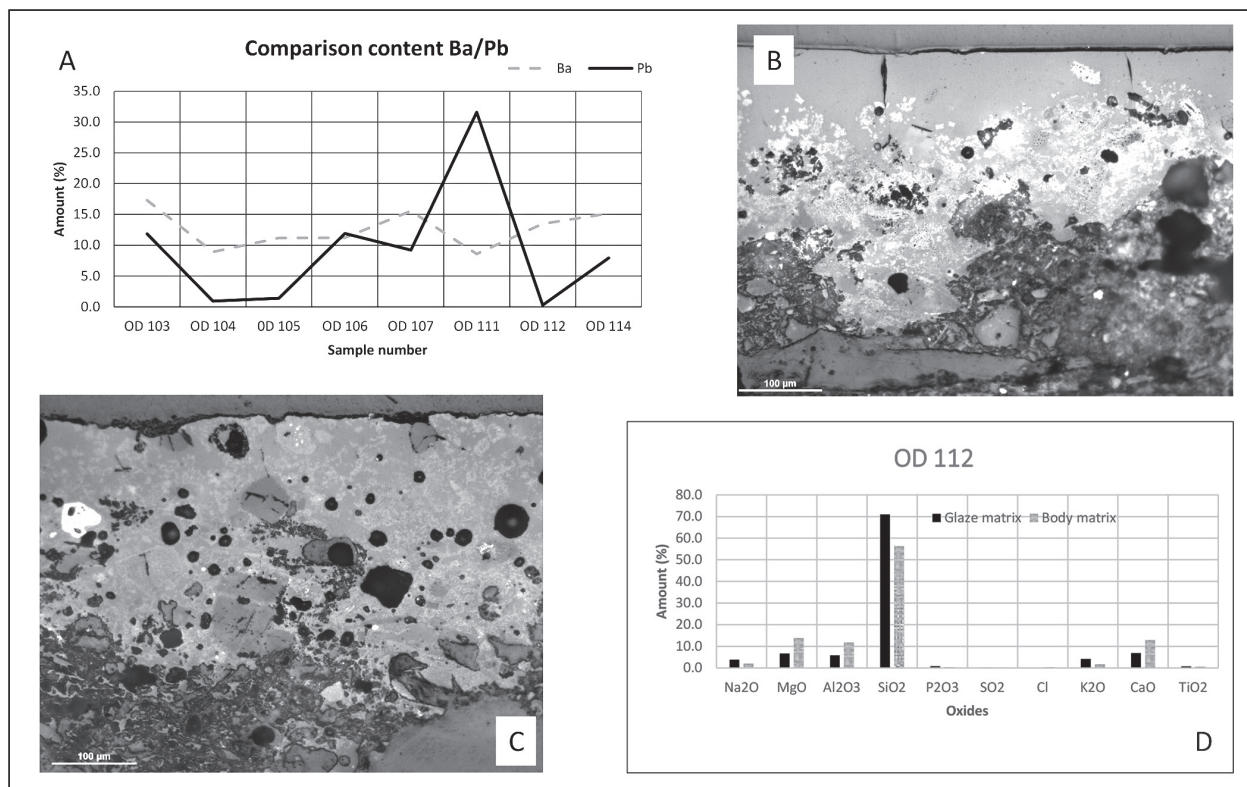 A
Comparison content Ba/Pb
Ba Pb
35.0
30.0
25.0
20.0
15.0
10.0
5.0
0.0
Amount (%)
OD 103 OD 104 0D 105 OD 106 OD 107 OD 111 OD 112 OD 114
Sample number
B
100 µm
C
100 µm
OD 112
Glaze matrix Body matrix
80.0
70.0
60.0
50.0
40.0
30.0
20.0
10.0
0.0
Amount (%)
Na2O MgO Al2O3 SiO2 P2O3 SO2 Cl K2O CaO TiO2
Oxides
D